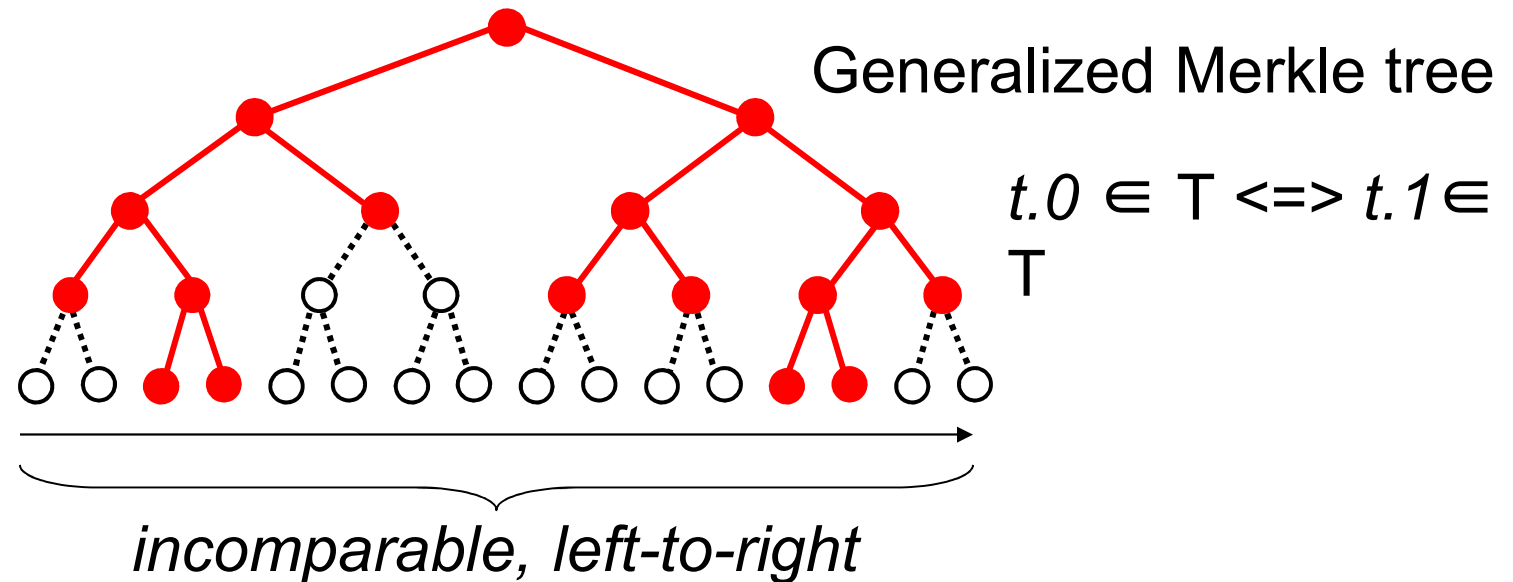 Generalized Merkle tree
t.0 ∈ T <=> t.1∈
T
incomparable, left-to-right